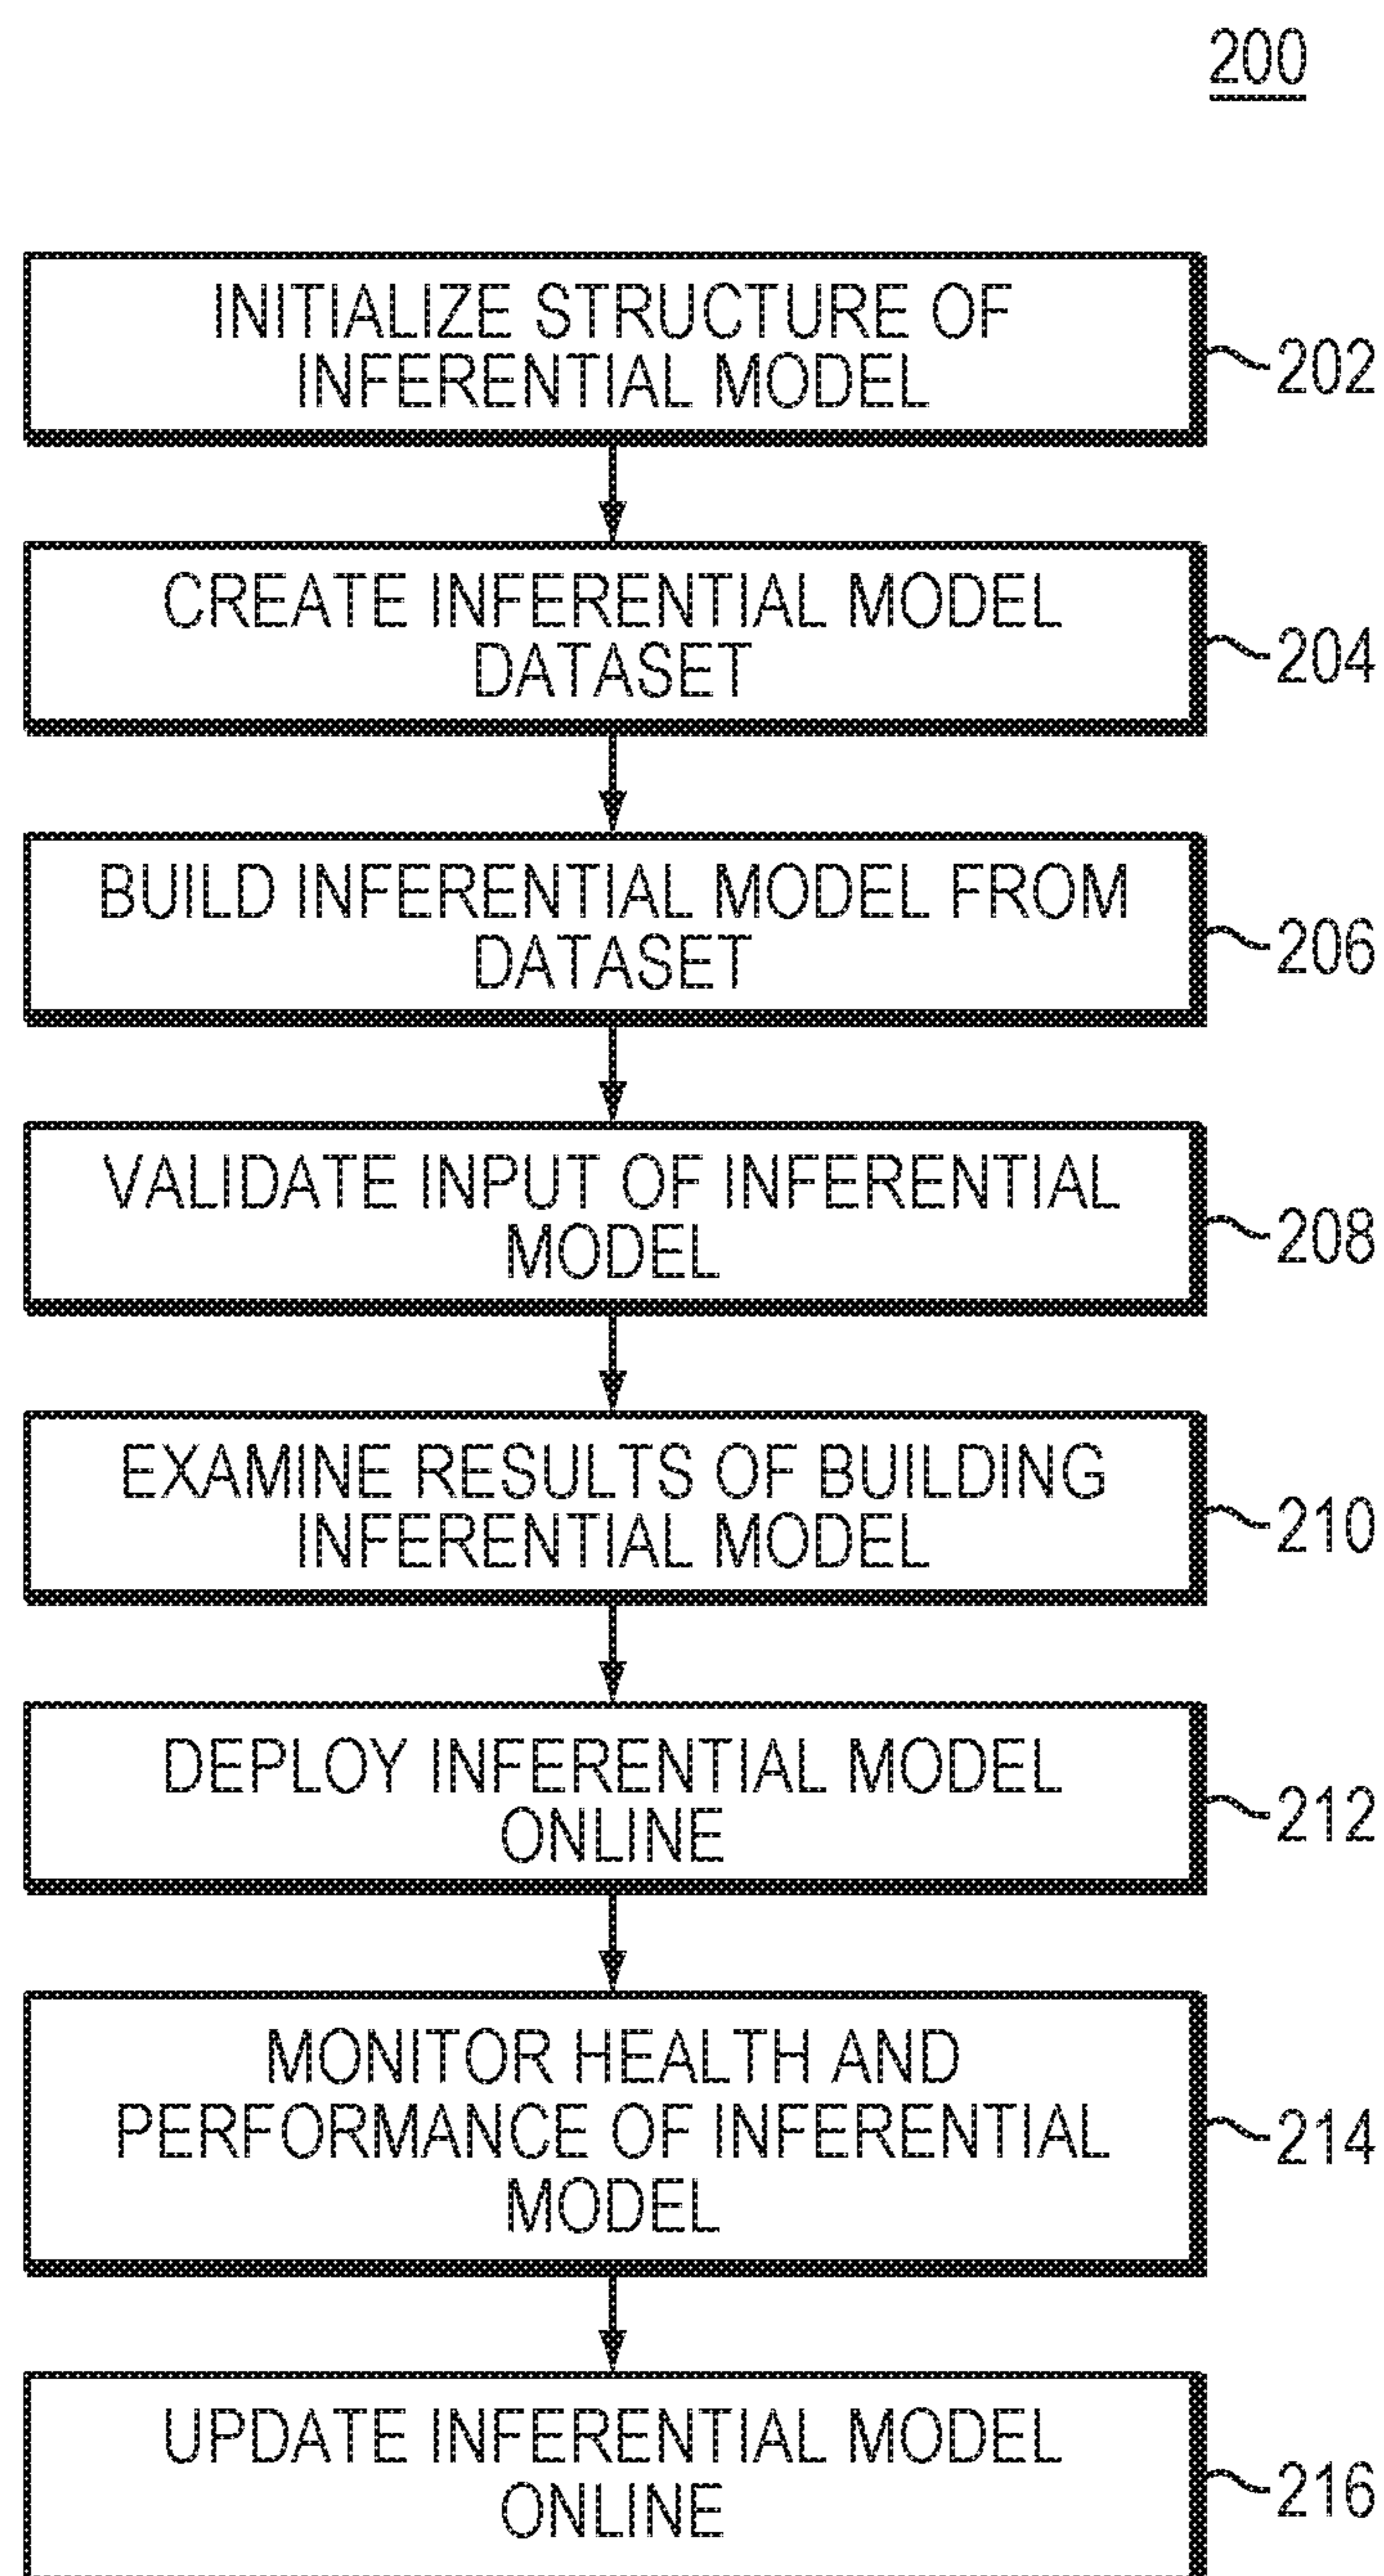 200
INITIALIZE STRUCTURE OF
INFERENTIAL MODEL
202
CREATE INFERENTIAL MODEL
DATASET
204
BUILD INFERENTIAL MODEL FROM
DATASET
206
VALIDATE INPUT OF INFERENTIAL
MODEL
208
EXAMINE RESULTS OF BUILDING
INFERENTIAL MODEL
210
DEPLOY INFERENTIAL MODEL
ONLINE
212
MONITOR HEALTH AND
PERFORMANCE OF INFERENTIAL
MODEL
214
UPDATE INFERENTIAL MODEL
ONLINE
216